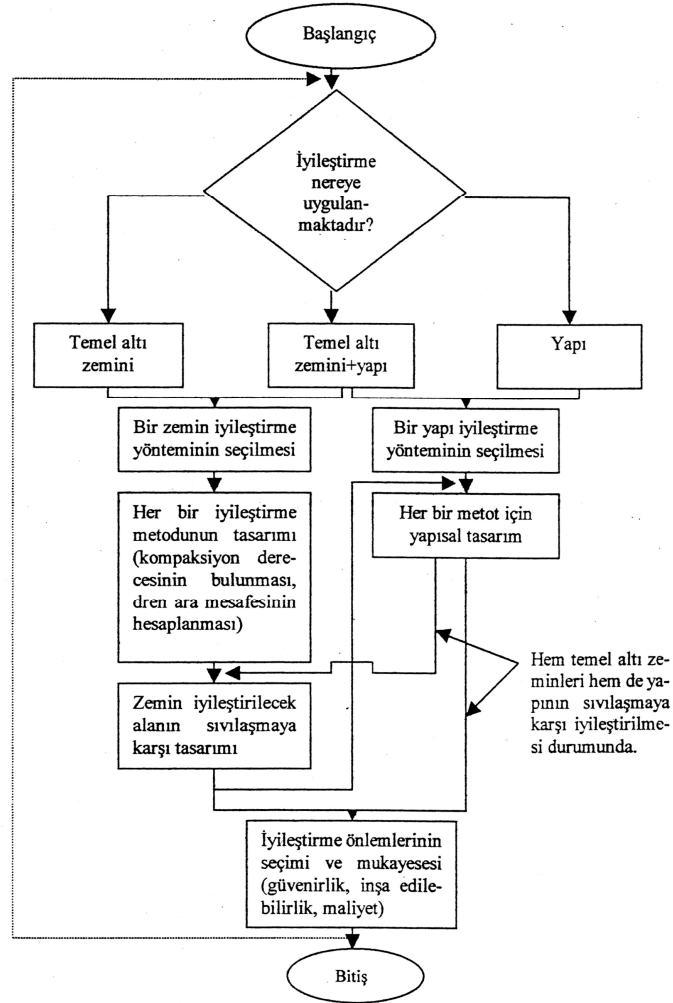 Başlangıç
İyileştirme
nereye
uygulan-
maktadır?
Temel altı
zemini
Temel altı
zemini+yapı
Yapı
Bir zemin iyileştirme
yönteminin seçilmesi
Bir yapı iyileştirme
yönteminin seçilmesi
Her bir iyileştirme
metodunun tasarımı
(kompaksiyon dere-
cesinin bulunması,
dren ara mesafesinin
hesaplanması)
Her bir metot için
yapısal tasarım
Hem temel altı ze-
minleri hem de ya-
pının sıvılaşmaya
karşı iyileştirilme-
si durumunda.
Zemin iyileştirilecek
alanın sıvılaşmaya
karşı tasarımı
İyileştirme önlemlerinin
seçimi ve mukayesesi
(güvenirlik, inşa edile-
bilirlik, maliyet)
Bitiş